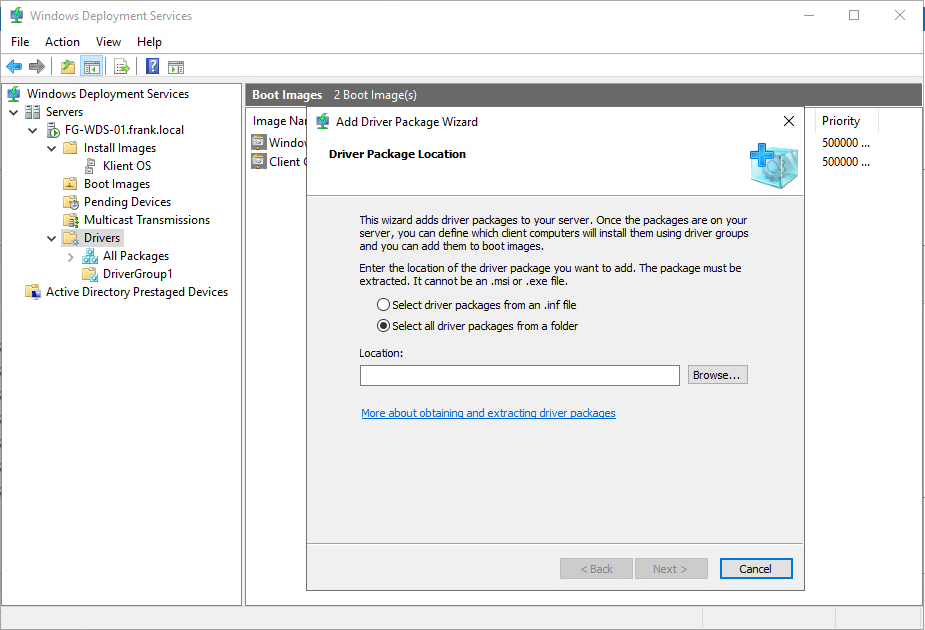 Windows Deployment Services
File Action View Help
Windows Deployment Services
Servers
FG-WDS-01.frank.local
Install Images
Klient OS
Boot Images
Pending Devices
Multicast Transmissions
Drivers
All Packages
DriverGroup1
Active Directory Prestaged Devices
Boot Images 2 Boot Image(s)
Image Nar
Priority
Window
500000 ...
Client
500000 ...
Add Driver Package Wizard
Driver Package Location
This wizard adds driver packages to your server. Once the packages are on your
server, you can define which client computers will install them using driver groups
and you can add them to boot images.
Enter the location of the driver package you want to add. The package must be
extracted. It cannot be an .msi or .exe file.
Select driver packages from an .inf file
Select all driver packages from a folder
Location:
Browse...
More about obtaining and extracting driver packages
< Back
Next >
Cancel